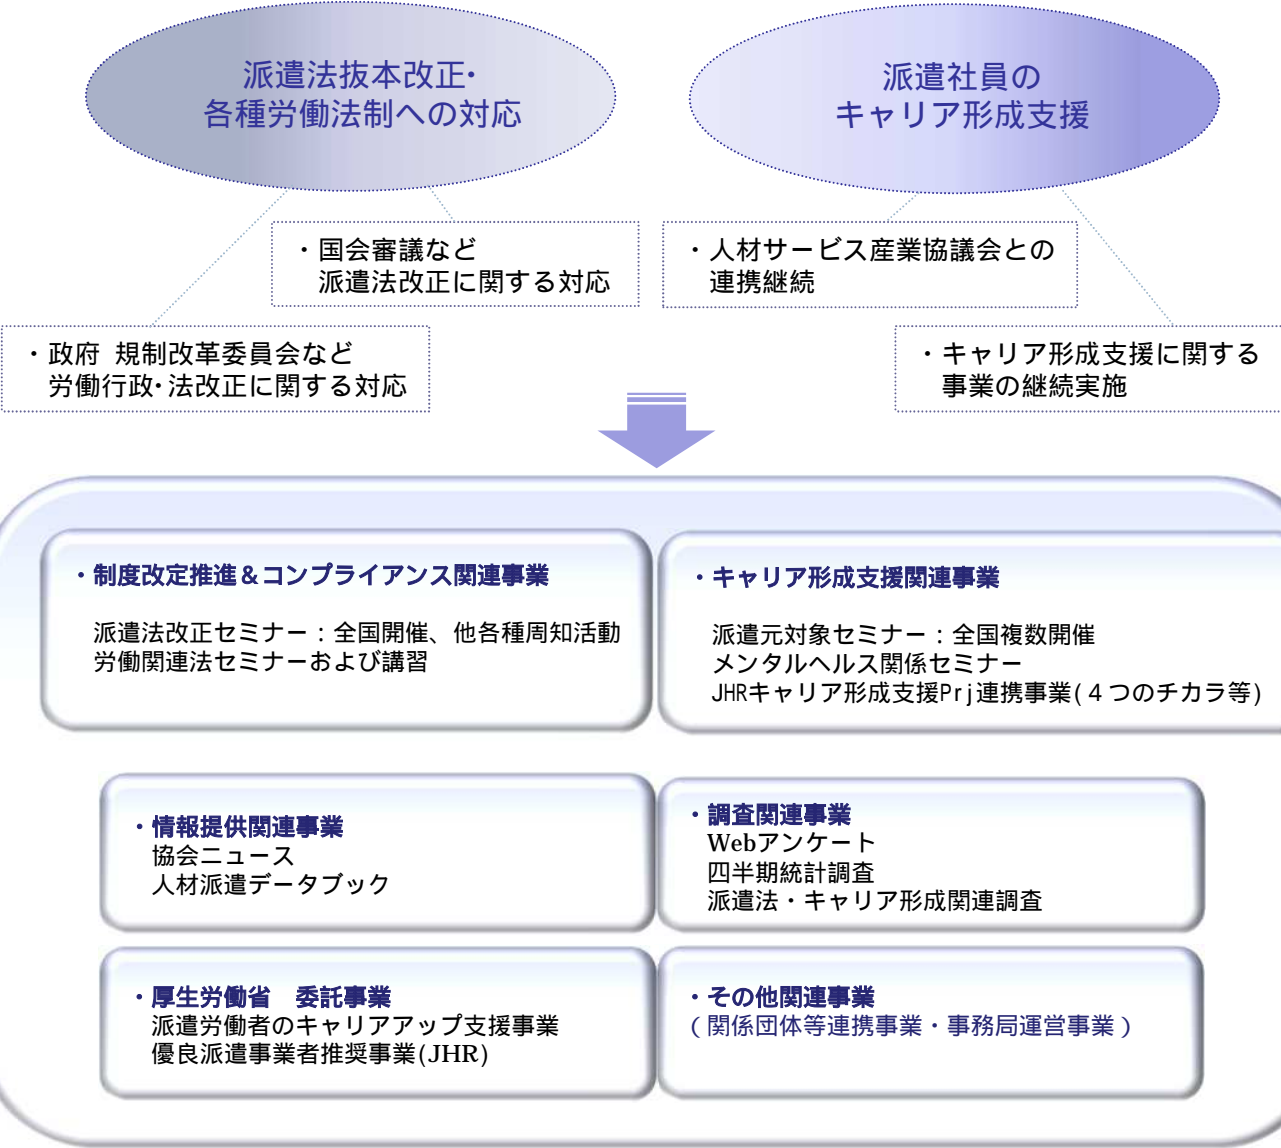 派遣法抜本改正・
各種労働法制への対応
派遣社員の
キャリア形成支援
・国会審議など
派遣法改正に関する対応
・人材サービス産業協議会との
連携継続
・政府 規制改革委員会など
労働行政・法改正に関する対応
・キャリア形成支援に関する
事業の継続実施
・制度改定推進＆コンプライアンス関連事業
派遣法改正セミナー：全国開催、他各種周知活動
労働関連法セミナーおよび講習
・キャリア形成支援関連事業
派遣元対象セミナー：全国複数開催
メンタルヘルス関係セミナー
JHRキャリア形成支援Prj連携事業(４つのチカラ等)
・情報提供関連事業
協会ニュース
人材派遣データブック
・調査関連事業
Webアンケート
四半期統計調査
派遣法・キャリア形成関連調査
・厚生労働省　委託事業
派遣労働者のキャリアアップ支援事業
優良派遣事業者推奨事業(JHR)
・その他関連事業
（関係団体等連携事業・事務局運営事業）